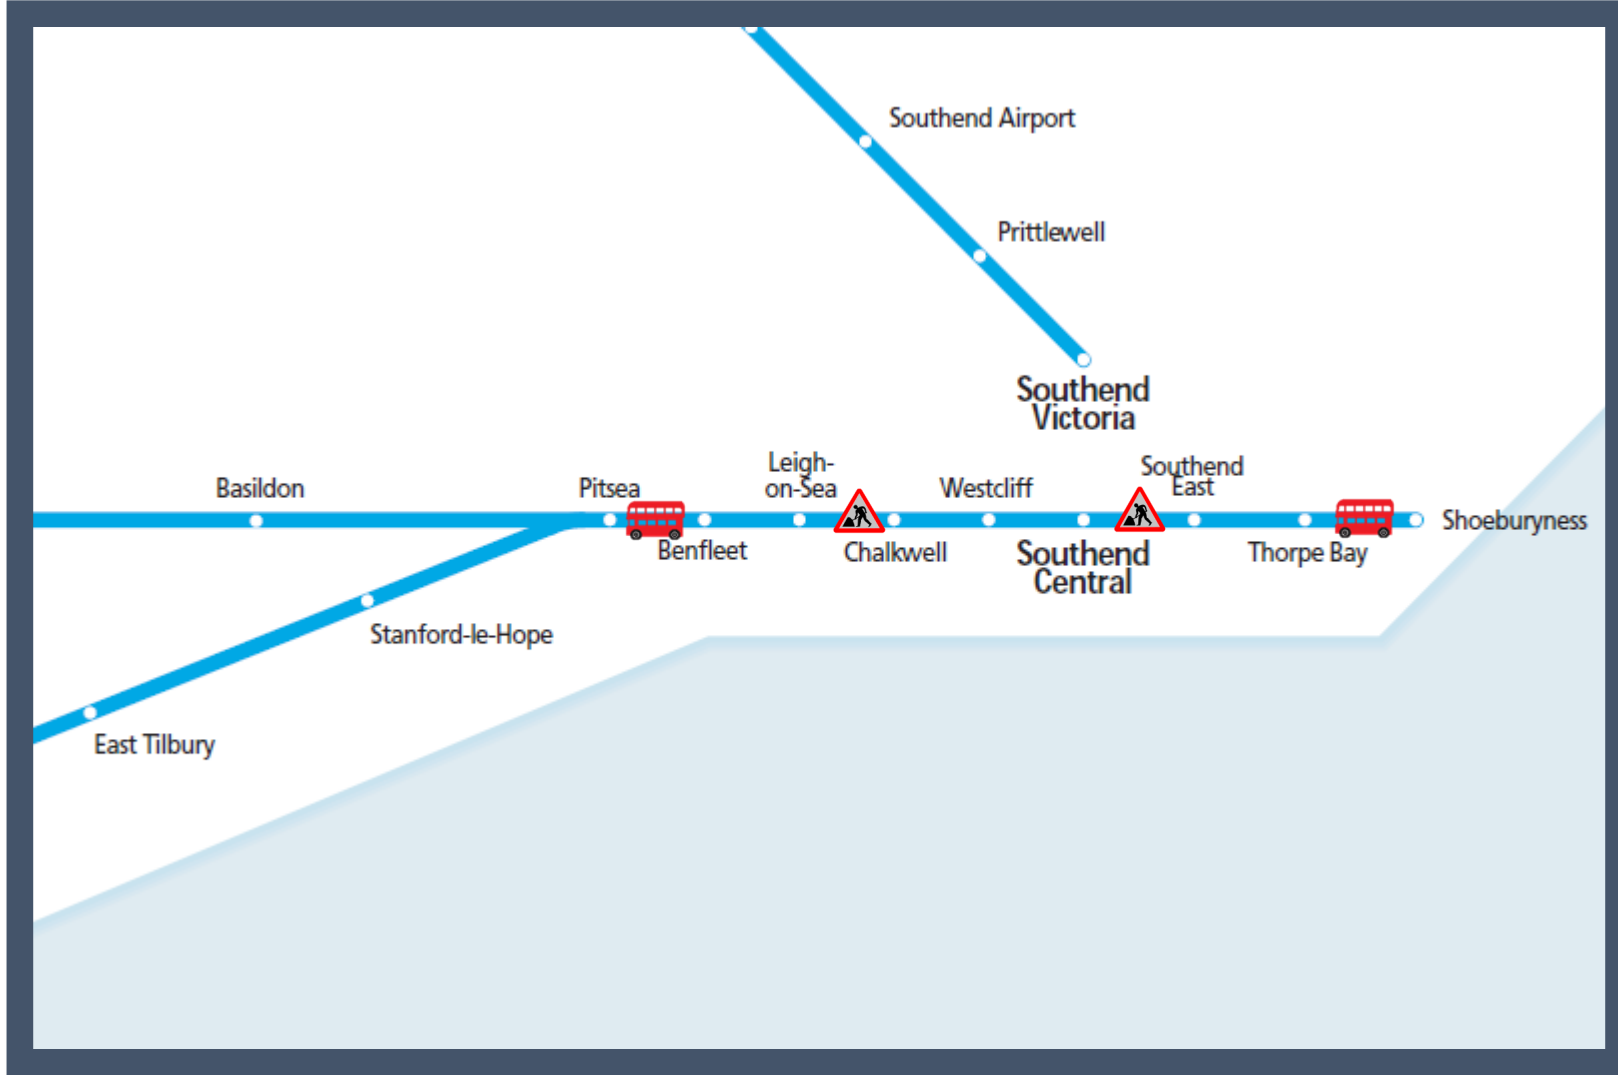 Southend Airport
Prittlewell
Southend
Victoria
Basildon
Pitsea
Leigh-
on-Sea
Westcliff
Southend
East
Shoeburyness
Benfleet
Chalkwell
Southend
Central
Thorpe Bay
Stanford-le-Hope
East Tilbury